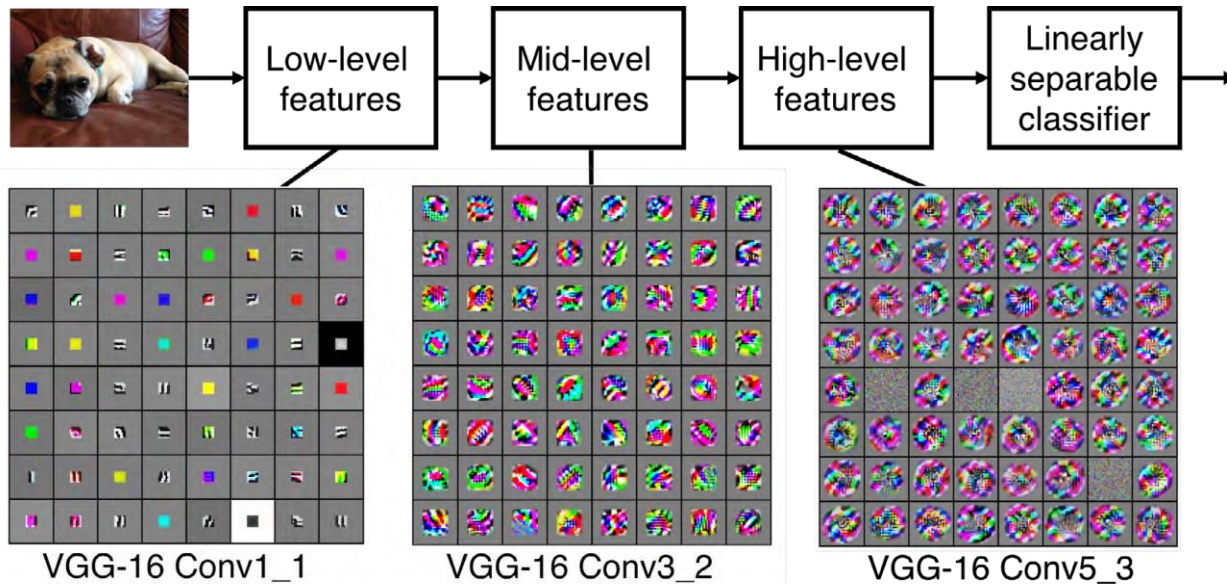 Low-level
features
Mid-level
features
High-level
features
Linearly
separable
classifier
VGG-16 Conv1_1
VGG-16 Conv3_2
VGG-16 Conv5_3